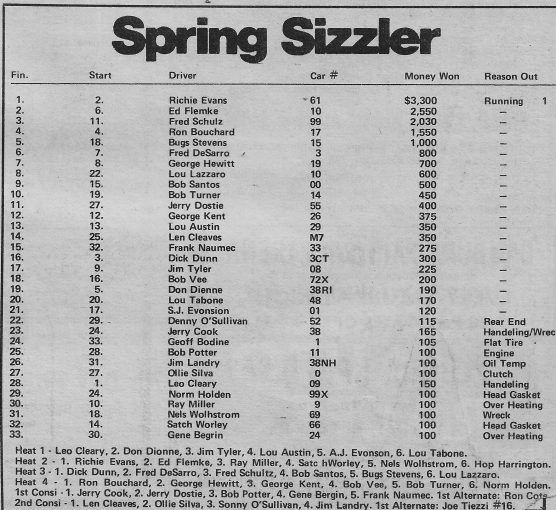 Spring Sizzler
Fin. Start Driver Car # Money Won Reason Out
1. 2. Richie Evans 61 $3,300 Running 1
2. 6. Ed Flemke 10 2,550 —
3. 11. Fred Schulz 99 2,030 —
4. 4. Ron Bouchard 17 1,550 —
5. 18. Bugs Stevens 15 1,000 —
6. 7. Fred DeSarro 3 800 —
7. 8. George Hewitt 19 700 —
8. 22. Lou Lazzaro 10 600 —
9. 15. Bob Santos 00 500 —
10. 19. Bob Turner 14 450 —
11. 27. Jerry Dostie 55 400 —
12. 12. George Kent 26 375 —
13. 13. Lou Austin 29 350 —
14. 25. Len Cleaves M7 350 —
15. 32. Frank Naumec 33 275 —
16. 3. Dick Dunn 3CT 300 —
17. 9. Jim Tyler 08 225 —
18. 16. Bob Vee 72X 200 —
19. 5. Don Dienne 38RI 190 —
20. 20. Lou Tabone 48 170 —
21. 17. S.J. Evonsion 01 120 —
22. 29. Denny O'Sullivan 52 115 Rear End
23. 24. Jerry Cook 38 165 Handeling/Wrec
24. 33. Geoff Bodine 1 105 Flat Tire
25. 28. Bob Potter 11 100 Engine
26. 31. Jim Landry 38NH 100 Oil Temp
27. 27. Ollie Silva 0 100 Clutch
28. 1. Leo Cleary 09 150 Handeling
29. 24. Norm Holden 99X 100 Head Gasket
30. 10. Ray Miller 9 100 Over Heating
31. 18. Nels Wolhstrom 69 100 Wreck
32. 14. Satch Worley 66 100 Head Gasket
33. 30. Gene Begrin 24 100 Over Heating
Heat 1 - Leo Cleary, 2. Don Dionne, 3. Jim Tyler, 4. Lou Austin, 5. A.J. Evonson, 6. Lou Tabone.
Heat 2 - 1. Richie Evans, 2. Ed Flemke, 3. Ray Miller, 4. Satc hWorley, 5. Nels Wolhstrom, 6. Hop Harrington.
Heat 3 - 1. Dick Dunn, 2. Fred DeSarro, 3. Fred Schultz, 4. Bob Santos, 5. Bugs Stevens, 6. Lou Lazzaro.
Heat 4 - 1. Ron Bouchard, 2. George Hewitt, 3. George Kent, 4. Bob Vee, 5. Bob Turner, 6. Norm Holden.
1st Consi - 1. Jerry Cook, 2. Jerry Dostie, 3. Bob Potter, 4. Gene Bergin, 5. Frank Naumec. 1st Alternate: Ron Cote
2nd Consi - 1. Len Cleaves, 2. Ollie Silva, 3. Sonny O'Sullivan, 4. Jim Landry. 1st Alternate: Joe Tiezzi #16.